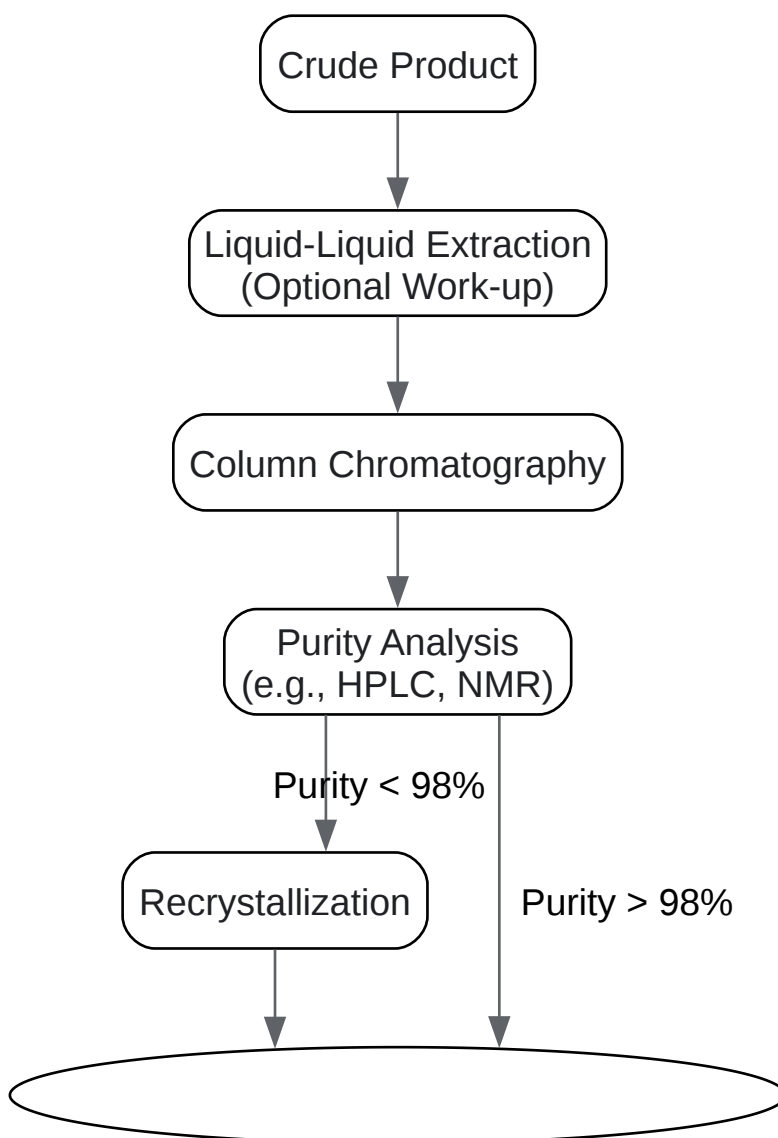 Crude Product
Liquid-Liquid Extraction
(Optional Work-up)
Column Chromatography
Purity Analysis
(e.g., HPLC, NMR)
Purity < 98%
Recrystallization
Purity > 98%